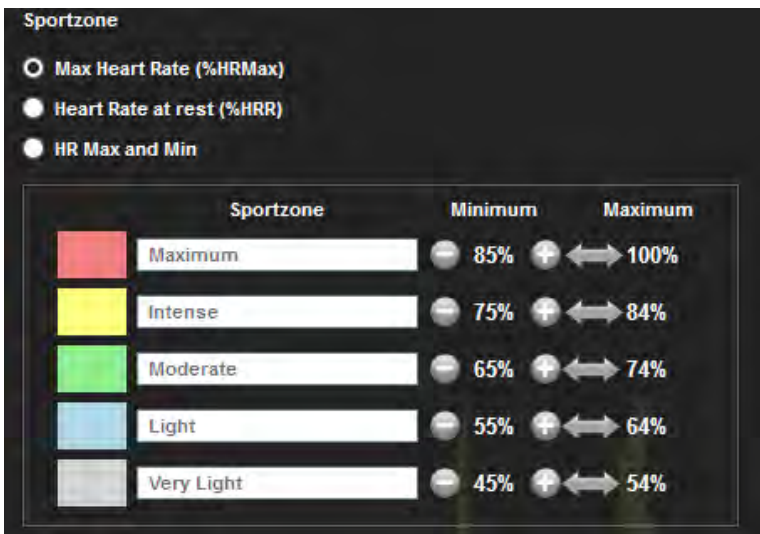 Sportzone
Max Heart Rate (%HRMax)
Heart Rate at rest (%HRR)
HR Max and Min
Sportzone Minimum Maximum
Maximum 85% 100%
Intense 75% 84%
Moderate 65% 74%
Light 55% 64%
Very Light 45% 54%